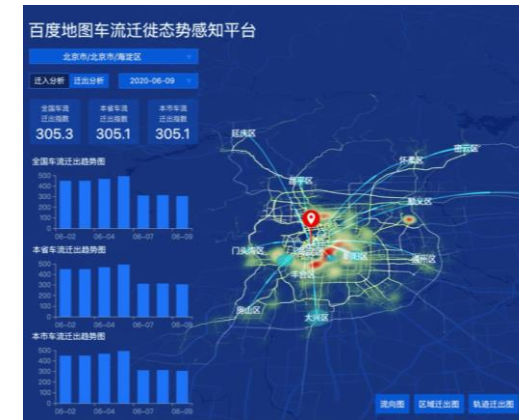 百度地图车流迁徙态势感知平台
北京市/北京市/海淀区
迁入分析 迁出分析 2020-06-09
全国车流 本省车流 本市车流
迁出指数 迁出指数 迁出指数
305.3 305.1 305.1
全国车流迁出趋势图
500
400
300
200
100
0
06-02 06-04 06-07 06-09
本省车流迁出趋势图
500
400
300
200
100
0
06-02 06-04 06-07 06-09
本市车流迁出趋势图
500
400
300
200
100
0
06-02 06-04 06-07 06-09
延庆区
怀柔区
密云区
昌平区
顺义区
门头沟区
朝阳区
通州区
丰台区
房山区
大兴区
流向图 区域迁出图 轨迹迁出图